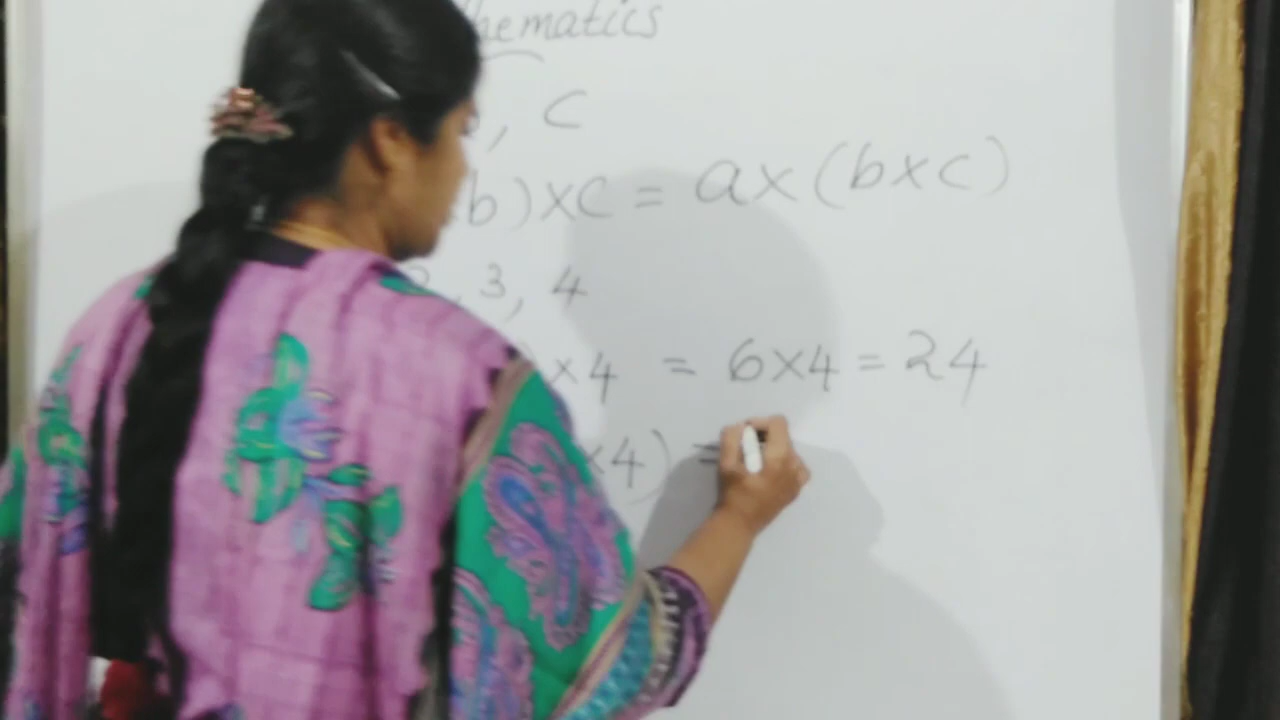 hematics
, C
b)×C = a×(b×c)
, 3, 4
×4 = 6×4 = 24
×4) =